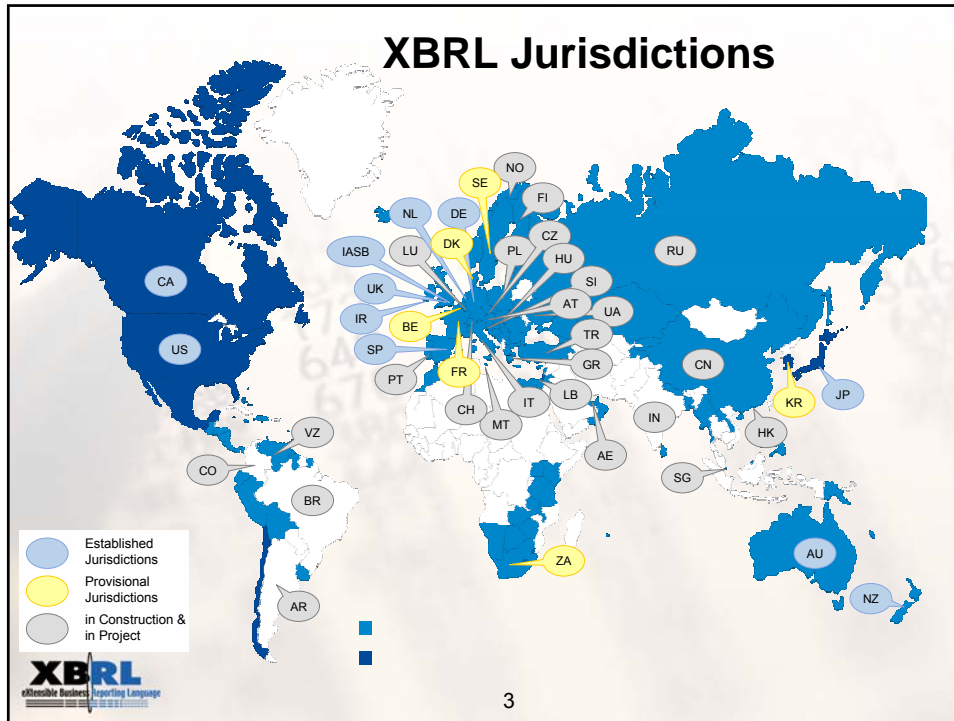 XBRL Jurisdictions
NO
SE
FI
NL
DE
CZ
DK
PL
LU
HU
RU
IASB
SI
CA
UK
AT
UA
IR
BE
TR
US
SP
GR
CN
PT
FR
LB
KR
JP
CH
IT
IN
MT
HK
VZ
AE
CO
SG
BR
Established
Jurisdictions
AU
ZA
Provisional
Jurisdictions
NZ
AR
in Construction &
in Project
XBRL
eXtensible Business Reporting Language
3